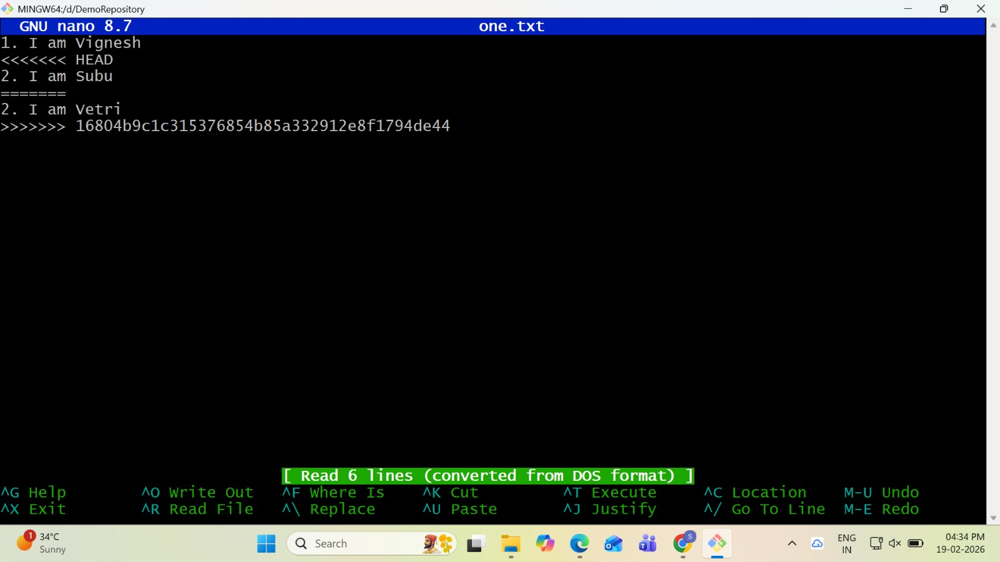 MINGW64:/d/DemoRepository
GNU nano 8.7 one.txt
1. I am Vignesh
<<<<<<< HEAD
2. I am Subu
=======
2. I am Vetri
>>>>>>> 16804b9c1c315376854b85a332912e8f1794de44
[ Read 6 lines (converted from DOS format) ]
^G Help ^O Write Out ^F Where Is ^K Cut ^T Execute ^C Location M-U Undo
^X Exit ^R Read File ^\ Replace ^U Paste ^J Justify ^/ Go To Line M-E Redo
1 34°C
Sunny
Search
S
ENG
IN
04:34 PM
19-02-2026